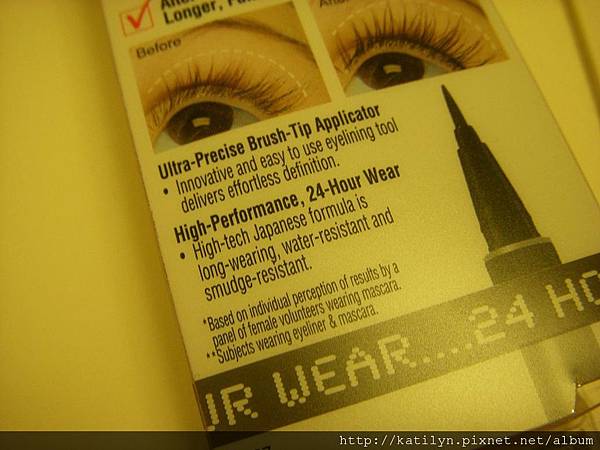 Longer, Fu
Before
Ultra-Precise Brush-Tip Applicator
• Innovative and easy to use eyelining tool
delivers effortless definition.
High-Performance, 24-Hour Wear
• High-tech Japanese formula is
long-wearing, water-resistant and
smudge-resistant.
*Based on individual perception of results by a
panel of female volunteers wearing mascara.
**Subjects wearing eyeliner & mascara.
UR WEAR....24 HO
http://katilyn.pixnet.net/album